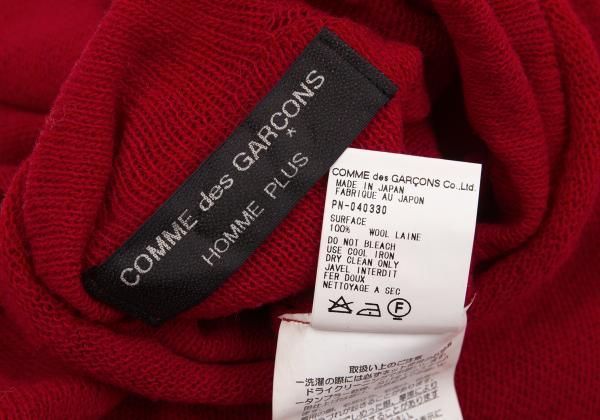 COMME des GARCONS
*
HOMME PLUS
COMME des GARÇONS Co.,Ltd.
MADE IN JAPAN
FABRIQUE AU JAPON
PN-040330
SURFACE
100% WOOL LAINE
DO NOT BLEACH
USE COOL IRON
DRY CLEAN ONLY
JAVEL INTERDIT
FER DOUX
NETTOYAGE A SEC
F
取扱い上のご注意